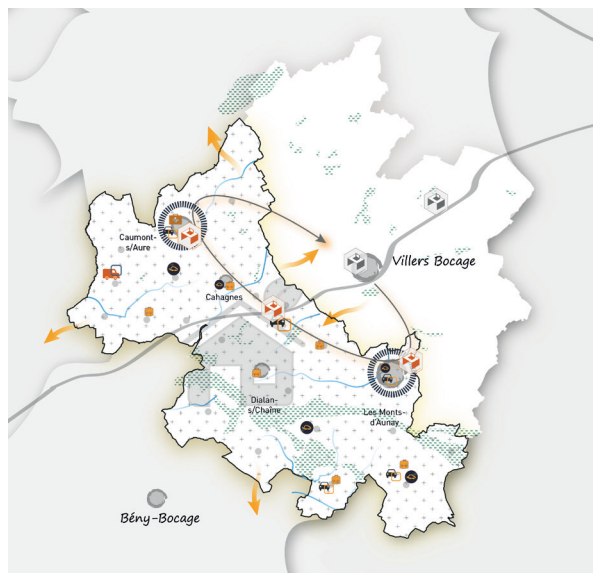 Caumont-
s/Aure
Villers Bocage
Cahagnes
Dialan-
s/Chaîne
Les Monts-
d'Aunay
Bény-Bocage